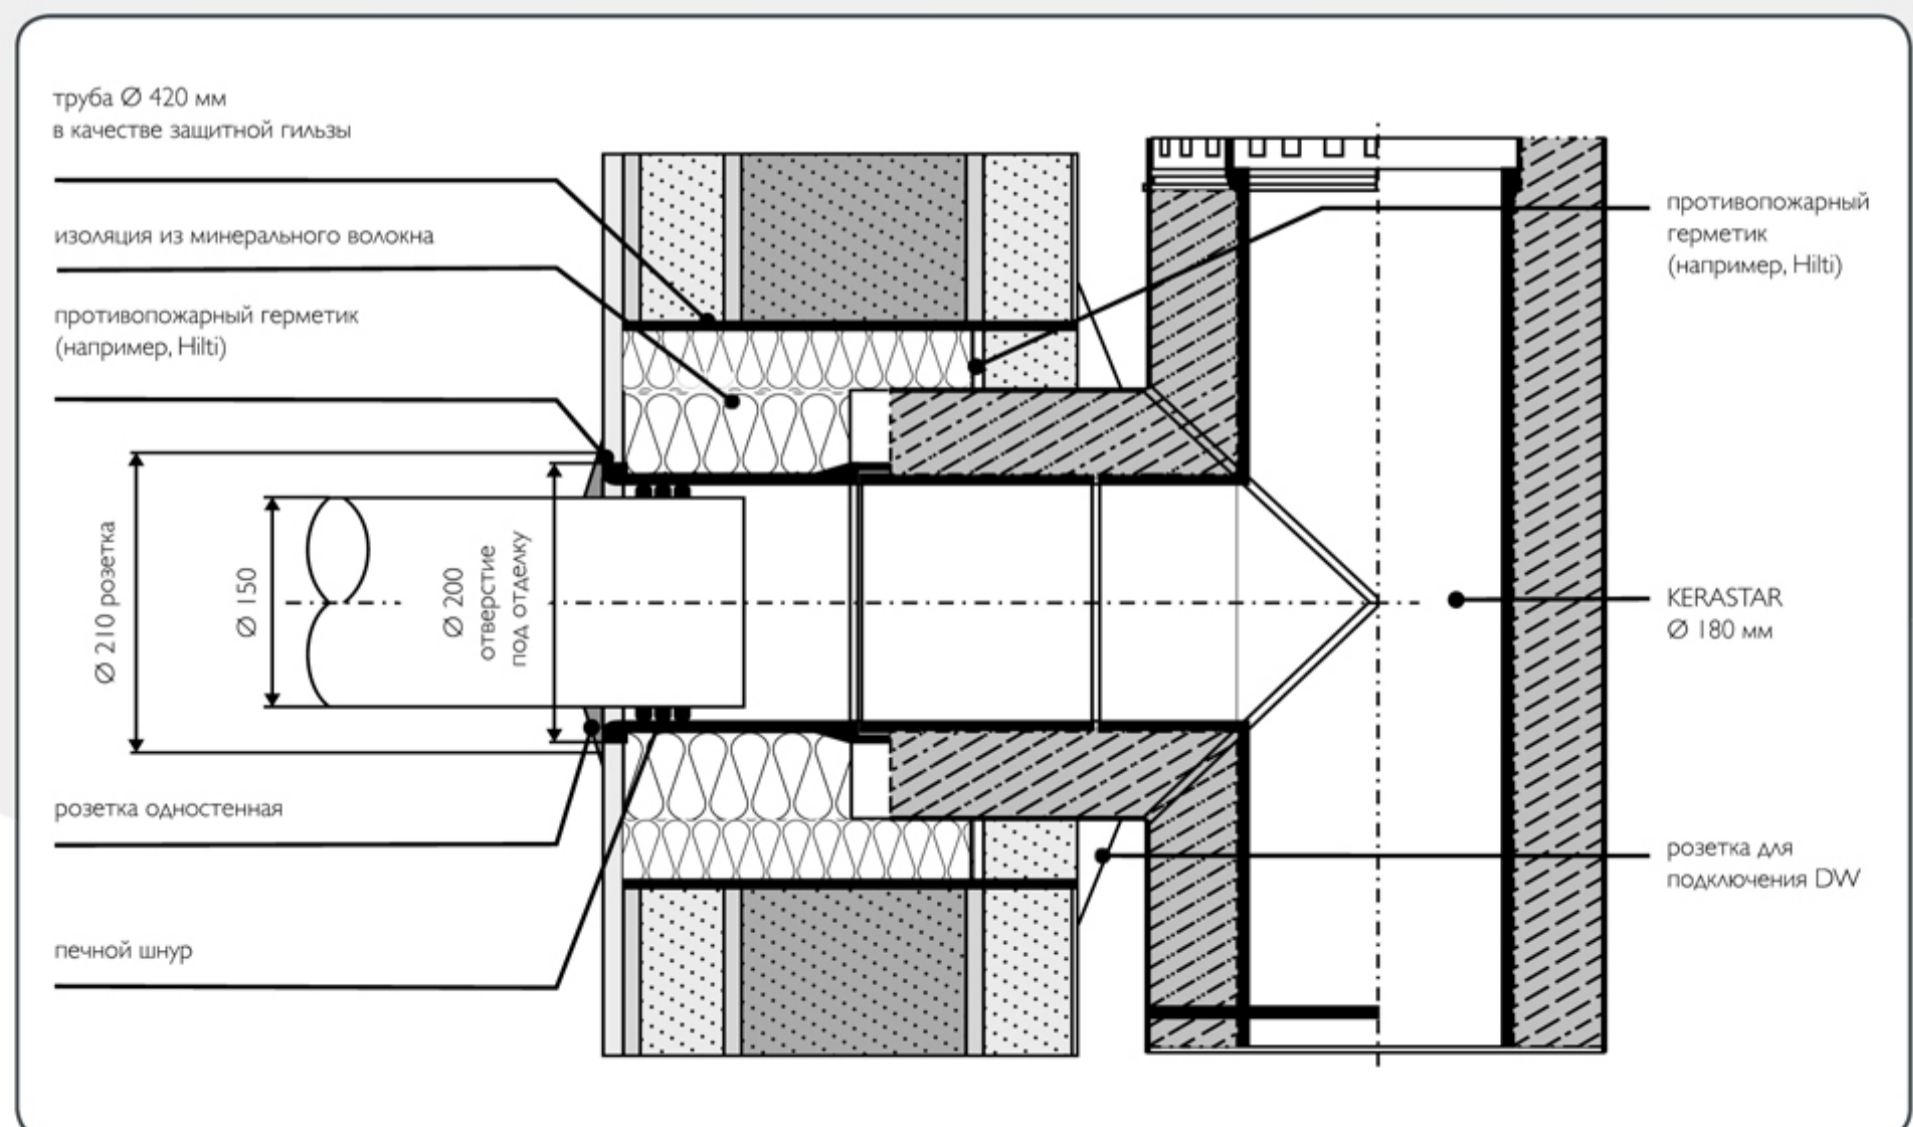 труба Ø 420 мм
в качестве защитной гильзы
изоляция из минерального волокна
противопожарный герметик
(например, Hilti)
Ø 210 розетка
Ø 150
Ø 200
отверстие
под отделку
розетка одностенная
печной шнур
противопожарный
герметик
(например, Hilti)
KERASTAR
Ø 180 мм
розетка для
подключения DW